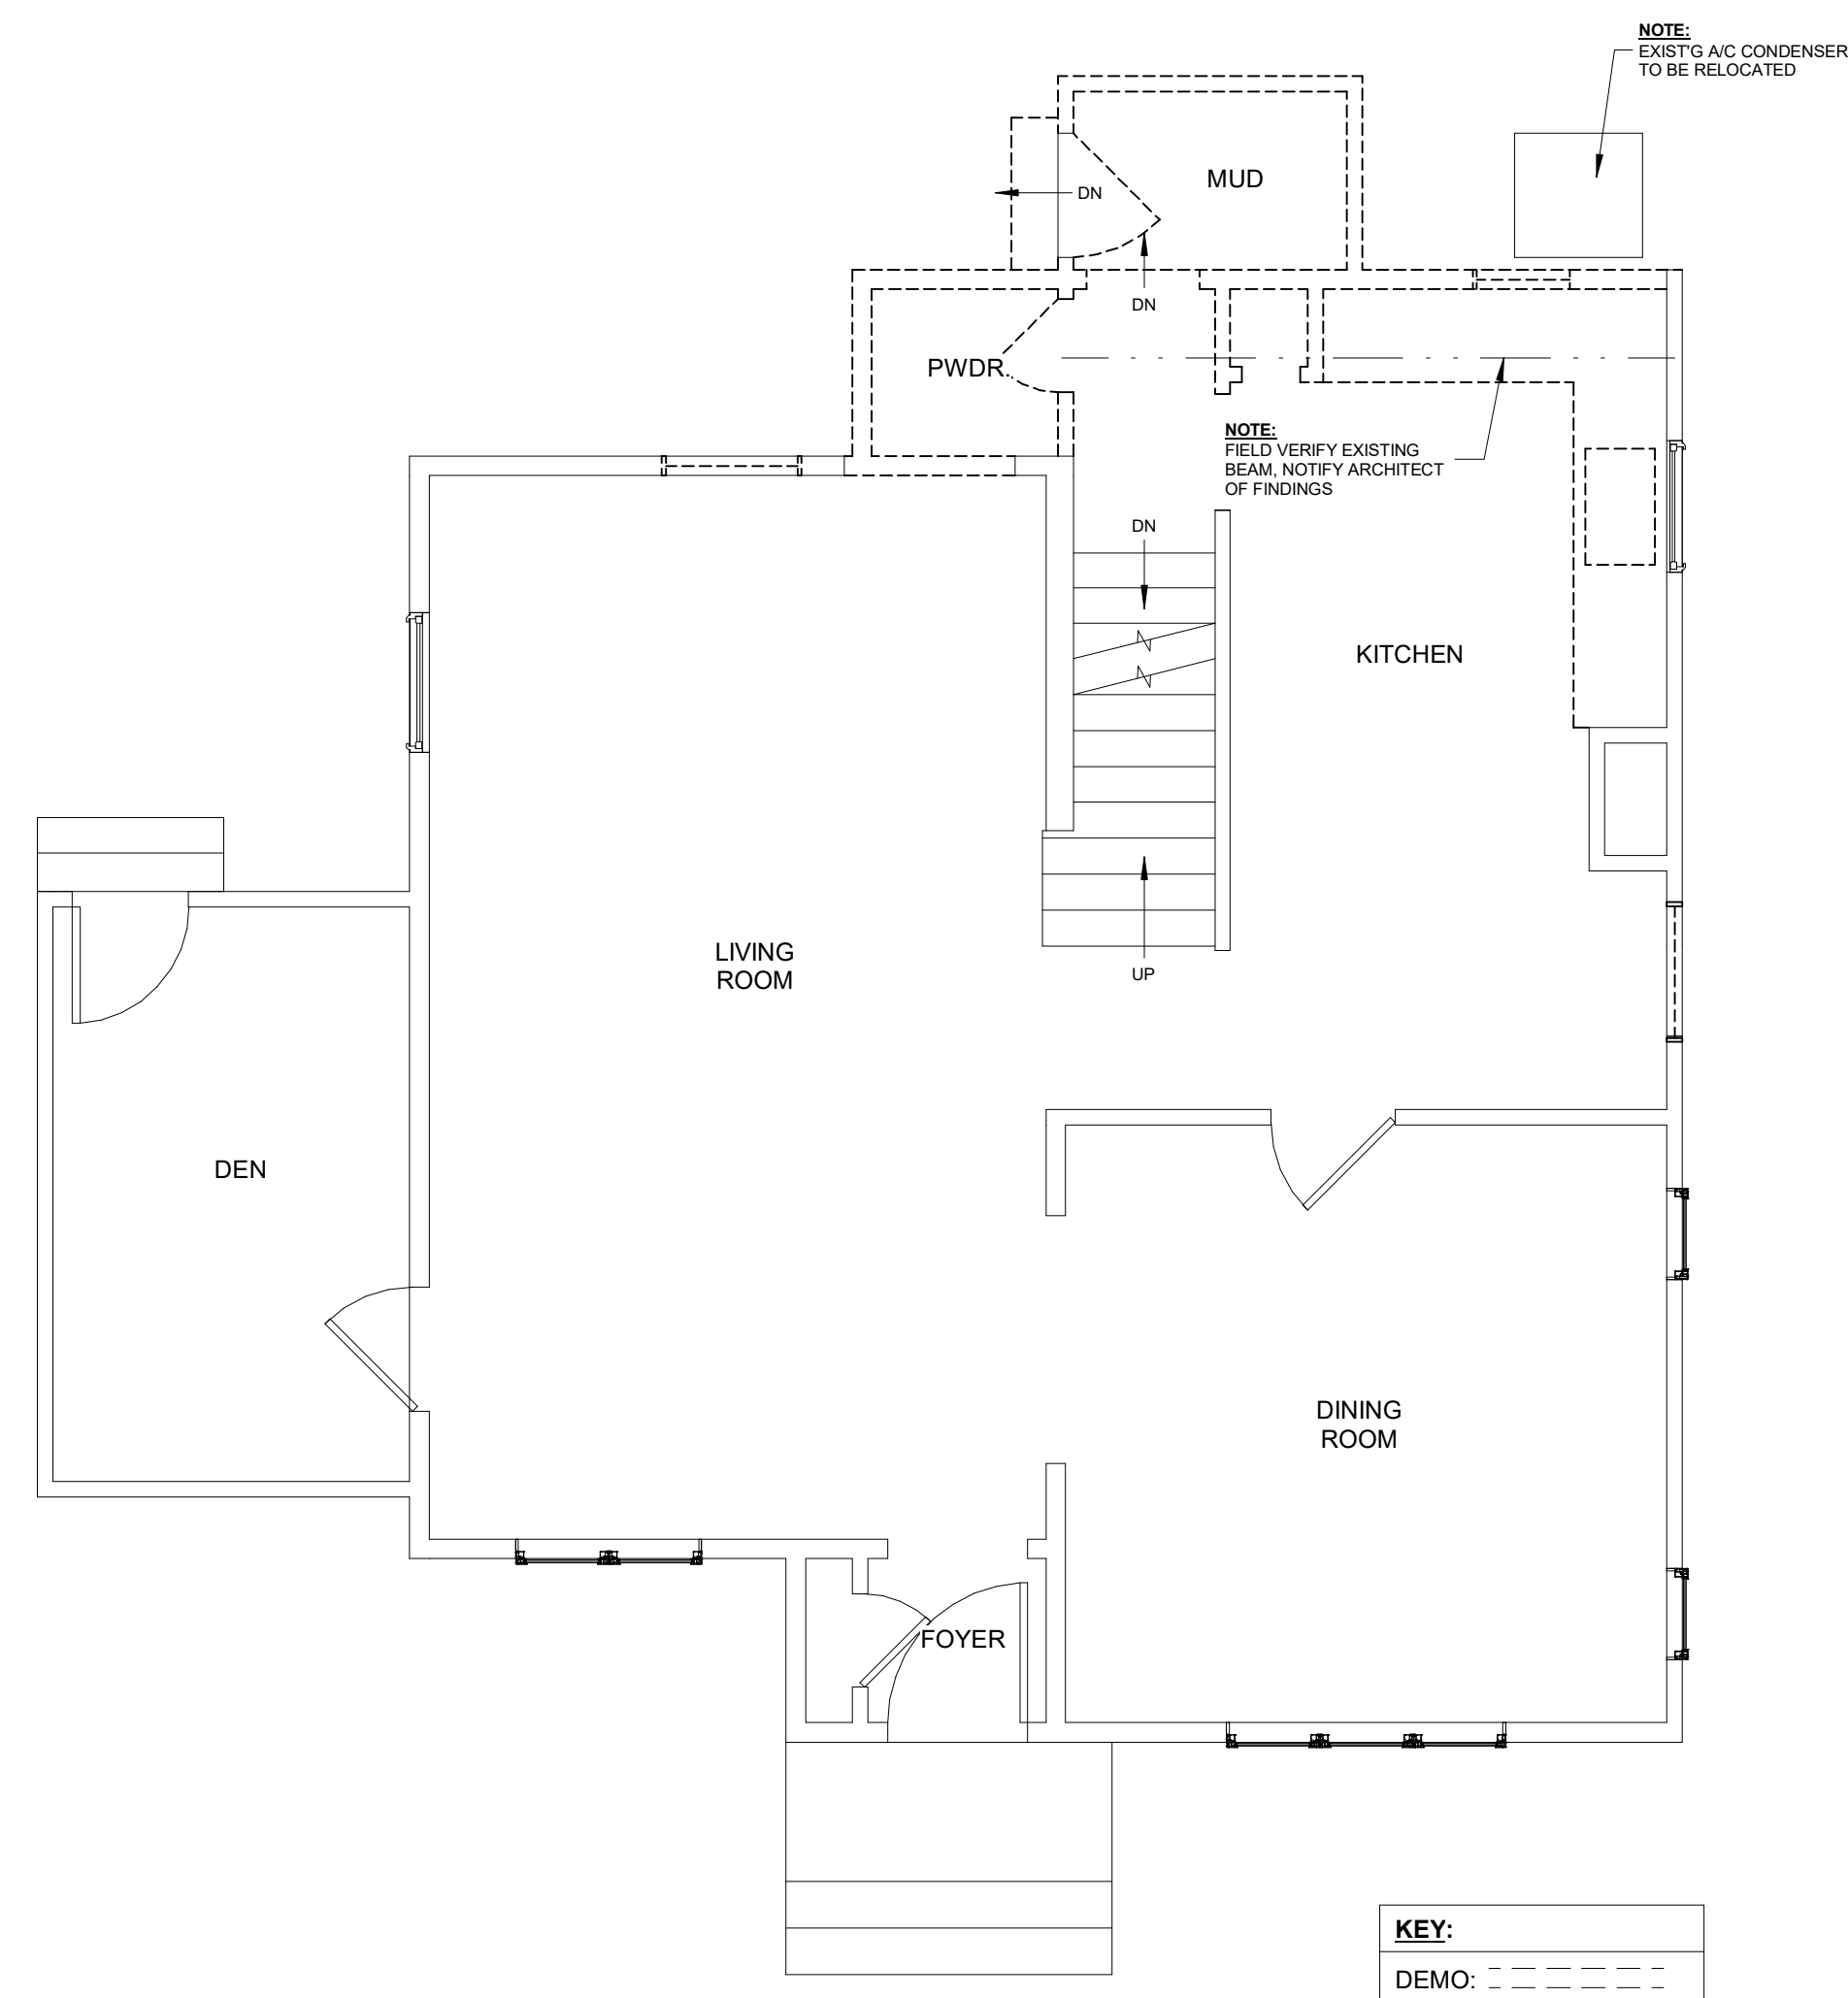 NOTE:
EXIST'G A/C CONDENSER
TO BE RELOCATED
MUD
DN
DN
PWDR.
NOTE:
FIELD VERIFY EXISTING
BEAM, NOTIFY ARCHITECT
OF FINDINGS
DN
KITCHEN
LIVING
ROOM
UP
DEN
DINING
ROOM
FOYER
KEY:
DEMO: